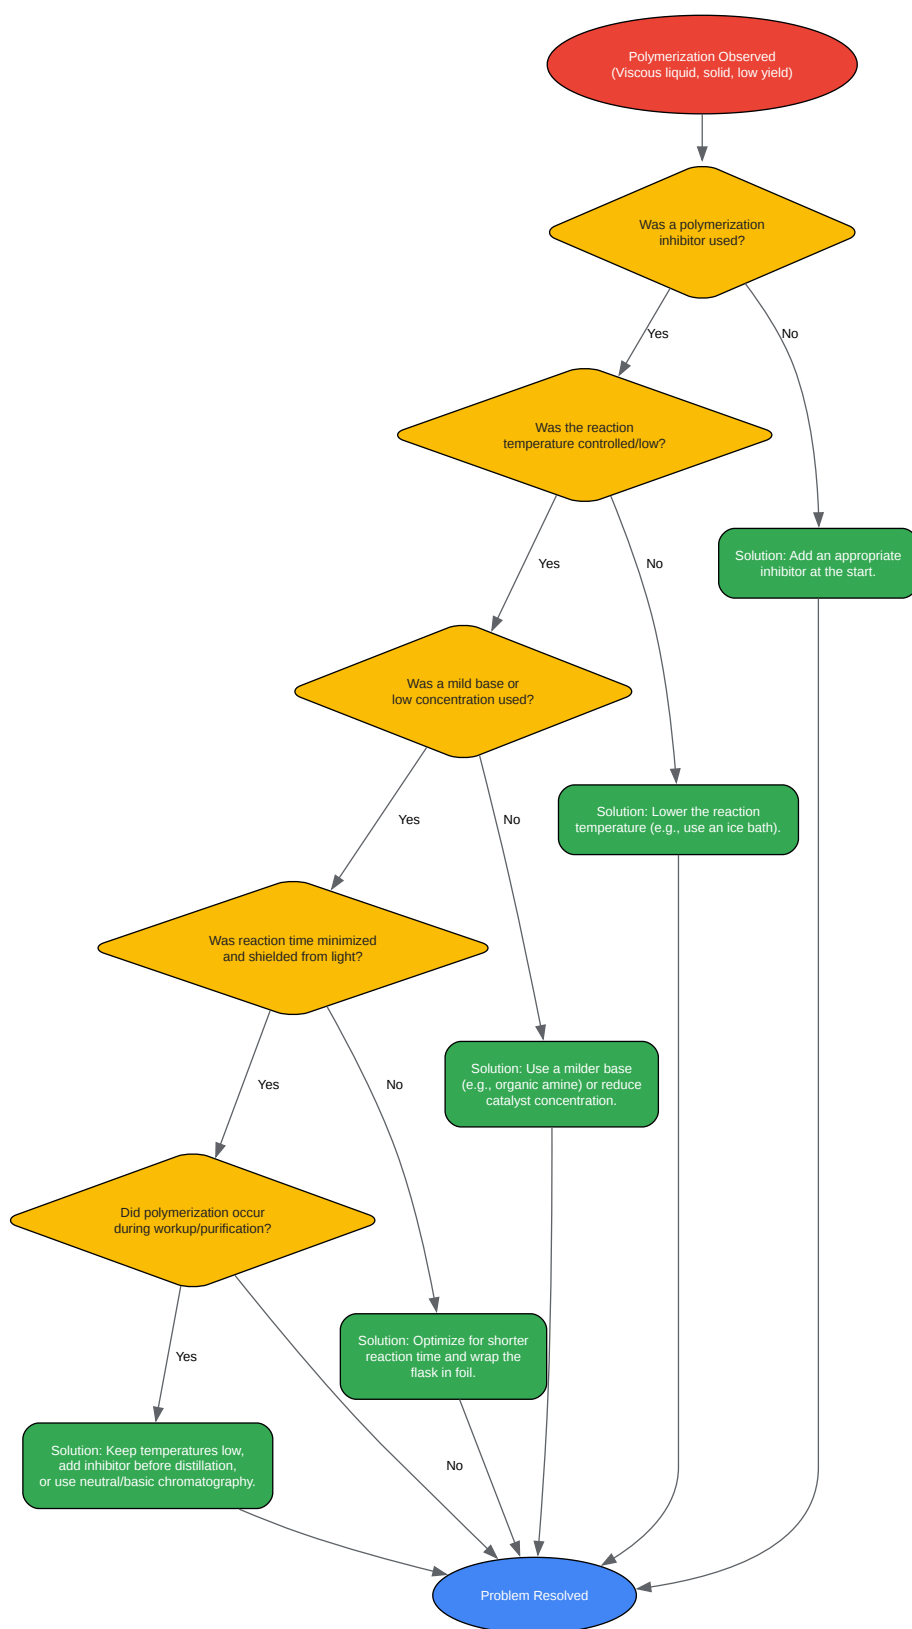 Polymerization Observed
(Viscous liquid, solid, low yield)
Was a polymerization
inhibitor used?
Yes
No
Was the reaction
temperature controlled/low?
Yes
No
Solution: Add an appropriate
inhibitor at the start.
Was a mild base or
low concentration used?
Yes
No
Solution: Lower the reaction
temperature (e.g., use an ice bath).
Was reaction time minimized
and shielded from light?
Yes
No
Solution: Use a milder base
(e.g., organic amine) or reduce
catalyst concentration.
Did polymerization occur
during workup/purification?
Yes
No
Solution: Optimize for shorter
reaction time and wrap the
flask in foil.
Solution: Keep temperatures low,
add inhibitor before distillation,
or use neutral/basic chromatography.
Problem Resolved